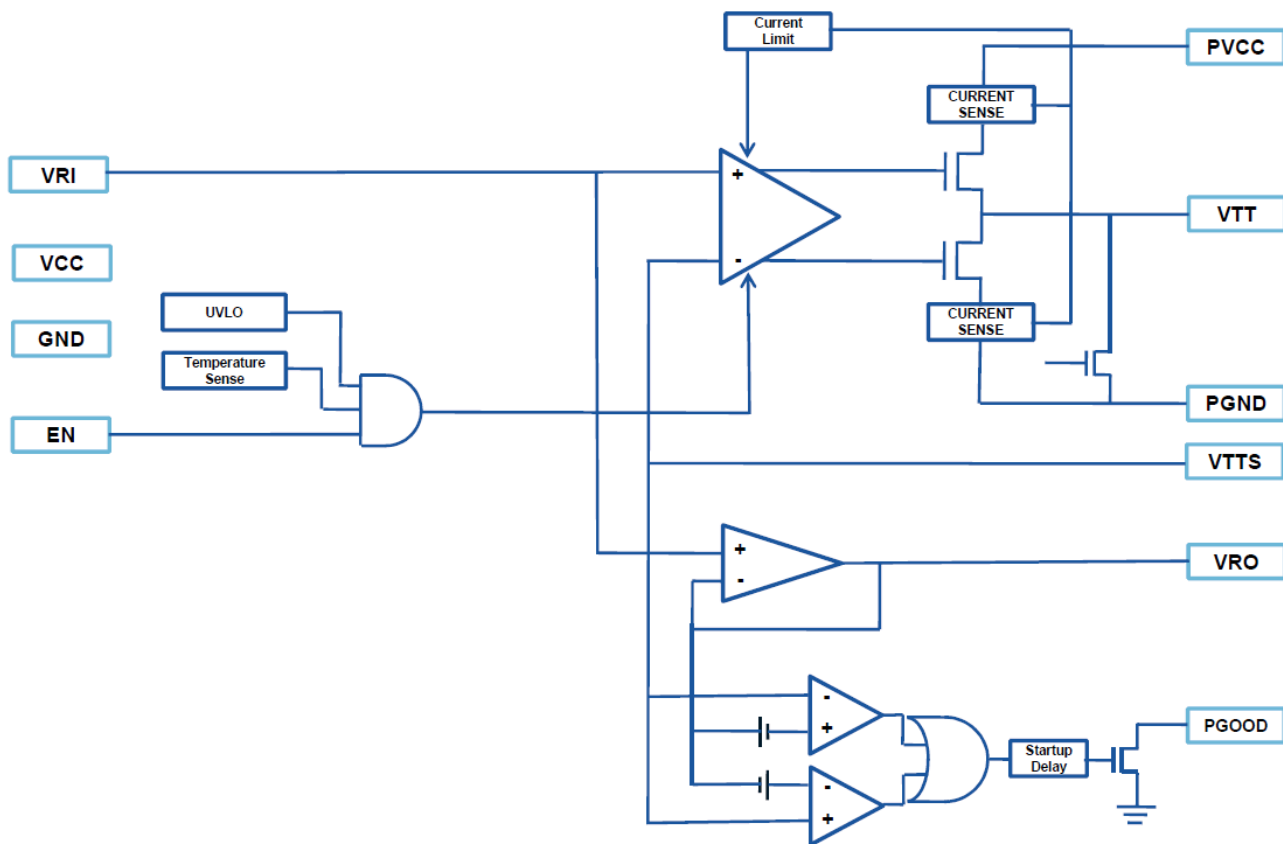 Current
Limit
PVCC
CURRENT
SENSE
VRI
+
VTT
-
VCC
UVLO
CURRENT
SENSE
GND
Temperature
Sense
PGND
EN
VTTS
+
VRO
-
-
+
PGOOD
Startup
Delay
-
+